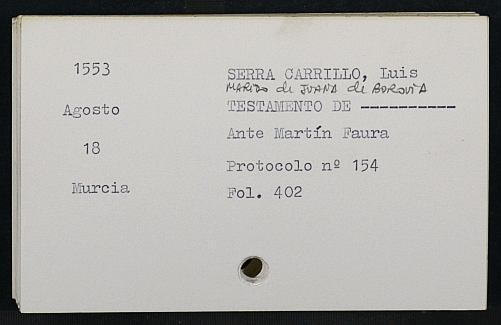 1553
Agosto
18
Murcia
SERRA CARRILLO, Luis
MARIDO de JUANA de BORGOÑA
TESTAMENTO DE ----------
Ante Martín Faura
Protocolo nº 154
Fol. 402